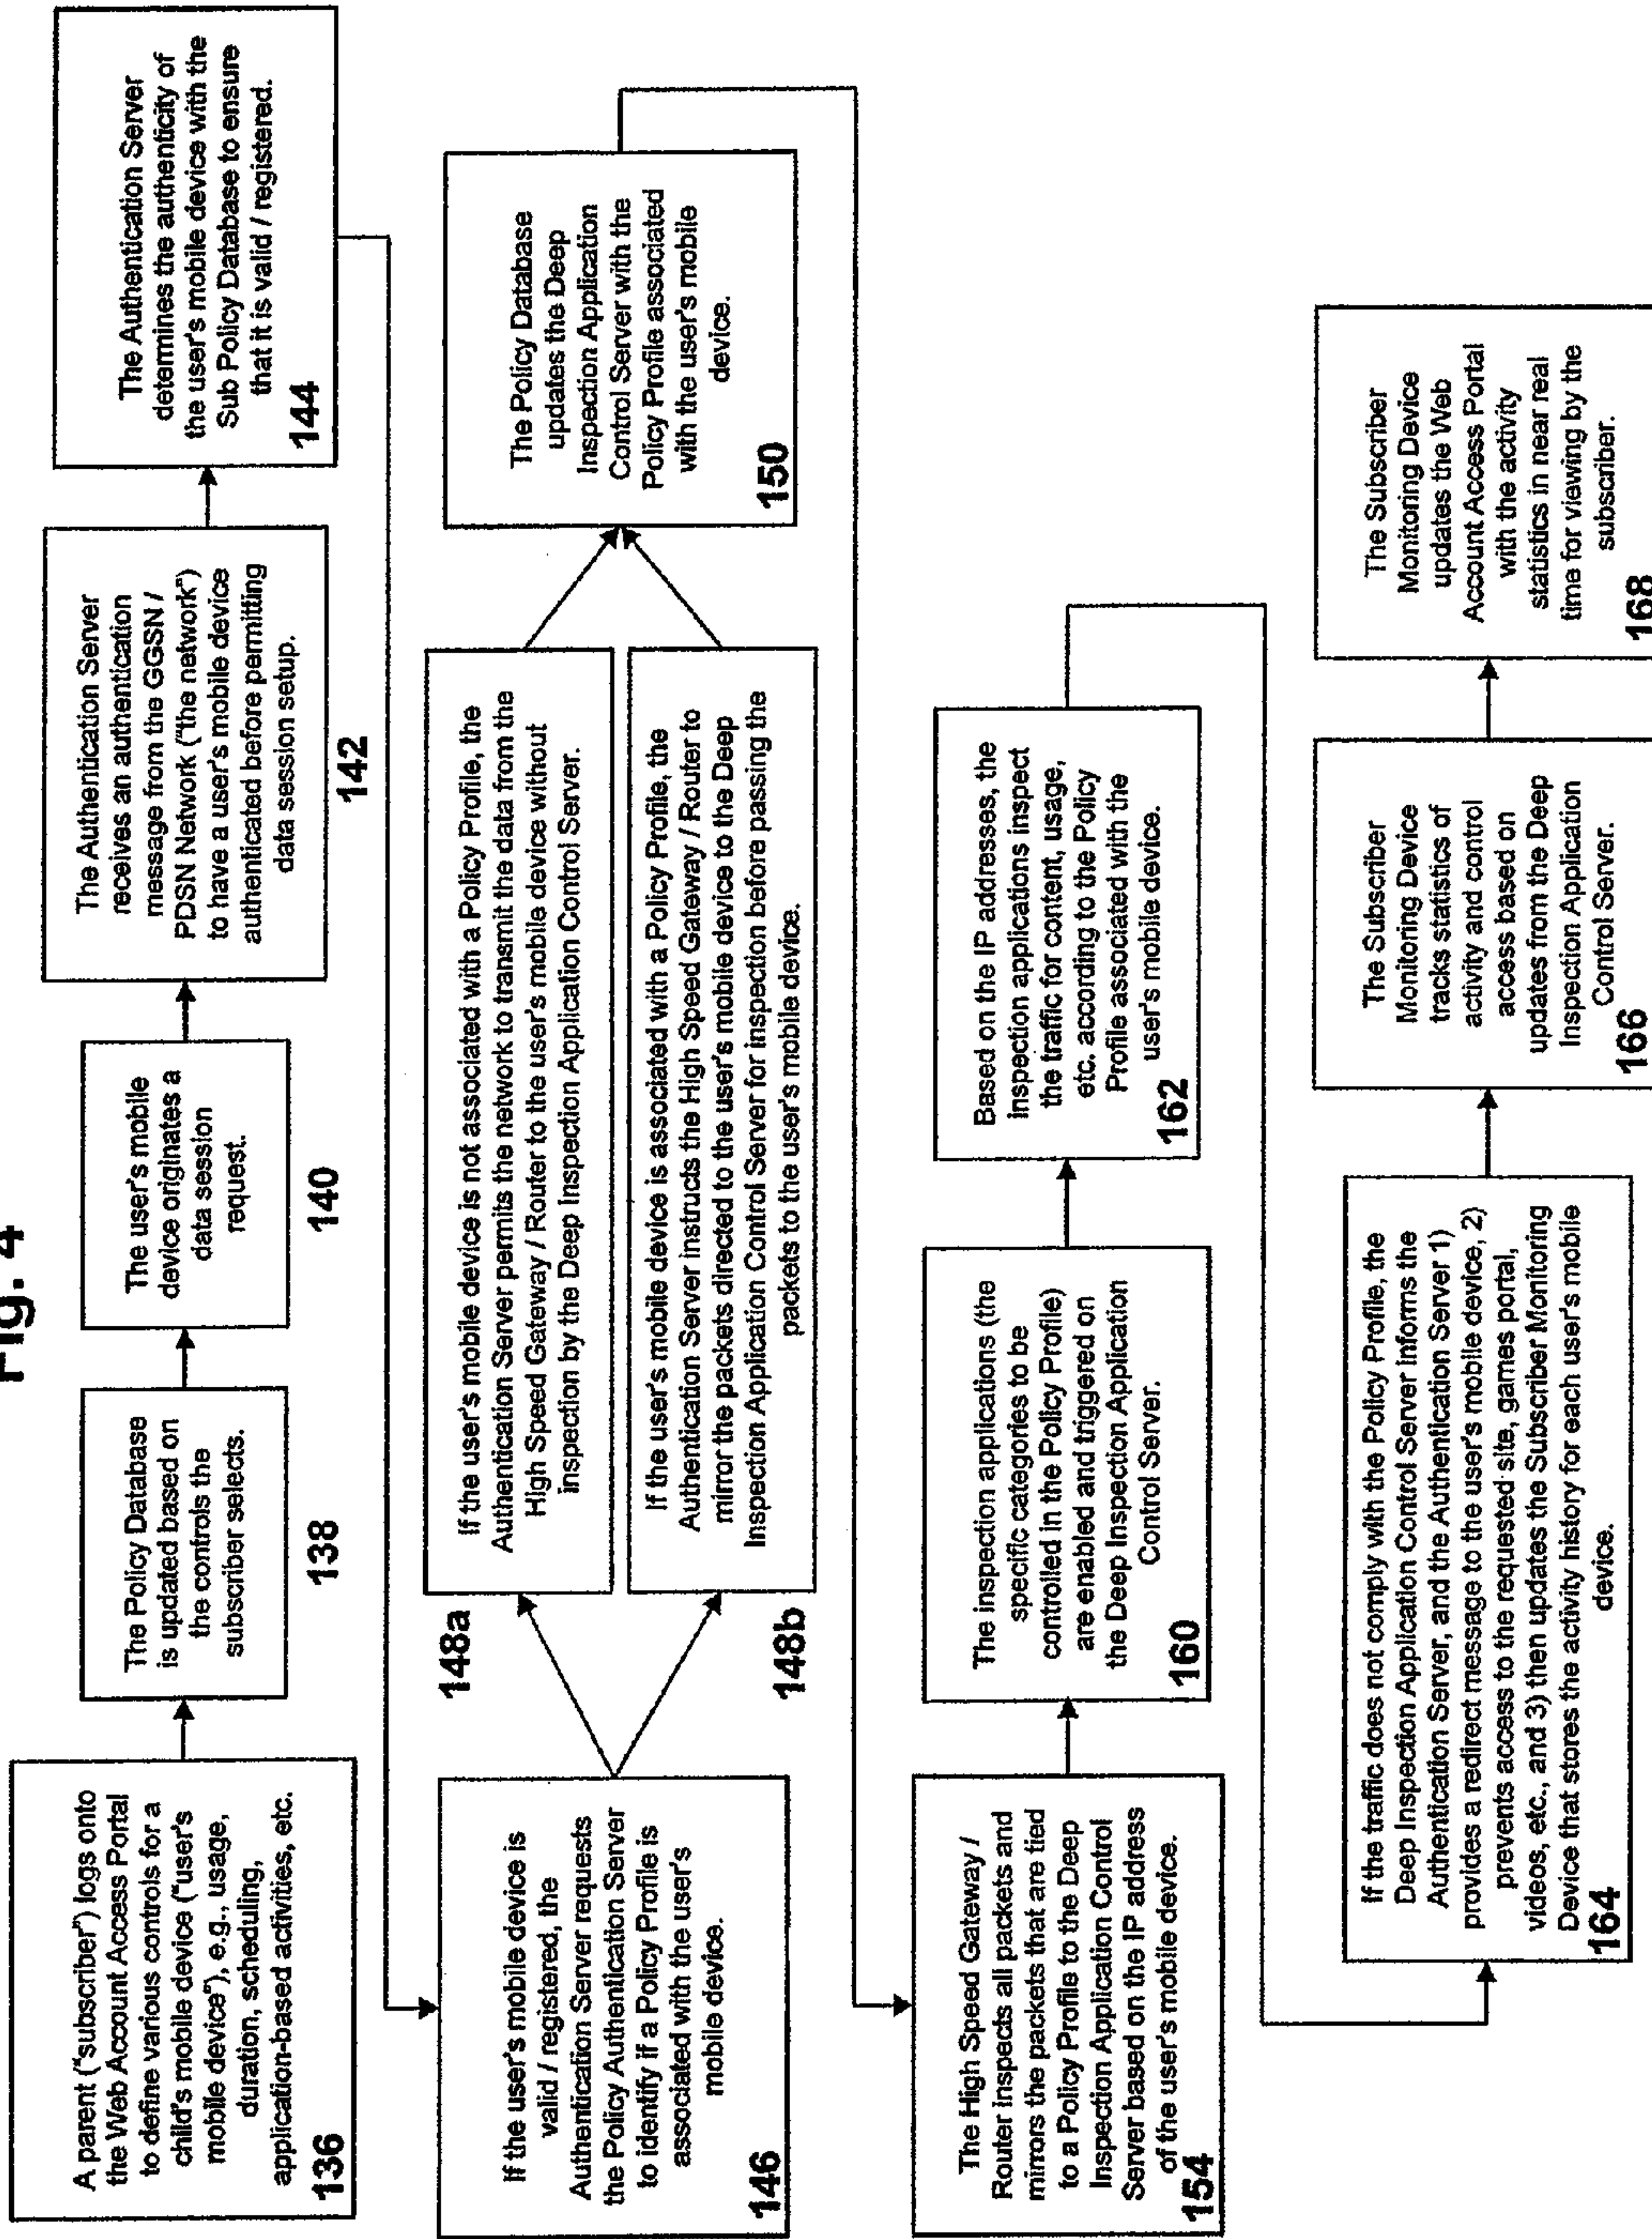 Fig. 4
A parent ("subscriber") logs onto
the Web Account Access Portal
to define various controls for a
child's mobile device ("user's
mobile device"), e.g., usage,
duration, scheduling,
application-based activities, etc.
136
The Policy Database
is updated based on
the controls the
subscriber selects.
138
The user's mobile
device originates a
data session
request.
140
The Authentication Server
receives an authentication
message from the GGSN /
PDSN Network ("the network")
to have a user's mobile device
authenticated before permitting
data session setup.
142
The Authentication Server
determines the authenticity of
the user's mobile device with the
Sub Policy Database to ensure
that it is valid / registered.
144
If the user's mobile device is
valid / registered, the
Authentication Server requests
the Policy Authentication Server
to identify if a Policy Profile is
associated with the user's
mobile device.
146
148a
If the user's mobile device is not associated with a Policy Profile, the
Authentication Server permits the network to transmit the data from the
High Speed Gateway / Router to the user's mobile device without
inspection by the Deep Inspection Application Control Server.
If the user's mobile device is associated with a Policy Profile, the
Authentication Server instructs the High Speed Gateway / Router to
mirror the packets directed to the user's mobile device to the Deep
Inspection Application Control Server for inspection before passing the
packets to the user's mobile device.
148b
The Policy Database
updates the Deep
Inspection Application
Control Server with the
Policy Profile associated
with the user's mobile
device.
150
The High Speed Gateway /
Router inspects all packets and
mirrors the packets that are tied
to a Policy Profile to the Deep
Inspection Application Control
Server based on the IP address
of the user's mobile device.
154
The inspection applications (the
specific categories to be
controlled in the Policy Profile)
are enabled and triggered on
the Deep Inspection Application
Control Server.
160
Based on the IP addresses, the
inspection applications inspect
the traffic for content, usage,
etc. according to the Policy
Profile associated with the
user's mobile device.
162
If the traffic does not comply with the Policy Profile, the
Deep Inspection Application Control Server informs the
Authentication Server, and the Authentication Server 1)
provides a redirect message to the user's mobile device, 2)
prevents access to the requested site, games portal,
videos, etc., and 3) then updates the Subscriber Monitoring
Device that stores the activity history for each user's mobile
device.
164
The Subscriber
Monitoring Device
tracks statistics of
activity and control
access based on
updates from the Deep
Inspection Application
Control Server.
166
The Subscriber
Monitoring Device
updates the Web
Account Access Portal
with the activity
statistics in near real
time for viewing by the
subscriber.
168